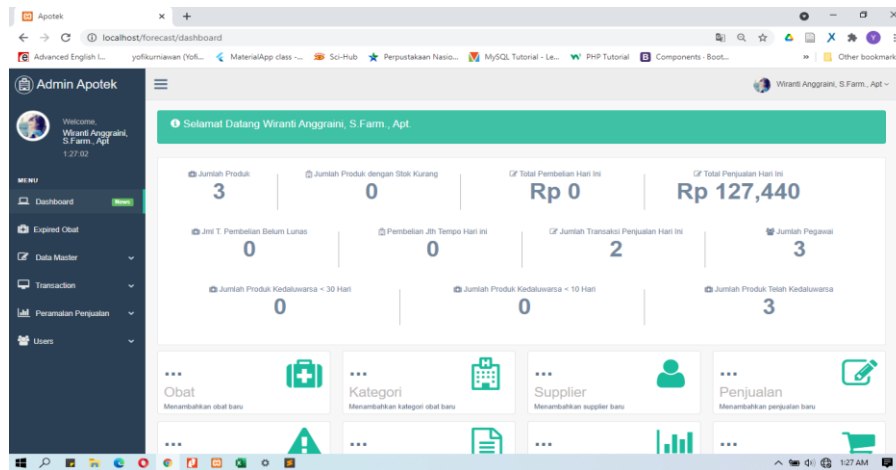 Apotek
localhost/forecast/dashboard
Advanced English l... yofikurniawan (Yofi... MaterialApp class -... Sci-Hub Perpustakaan Nasio... MySQL Tutorial - Le... PHP Tutorial Components · Boot... » Other bookmark
Admin Apotek
Wiranti Anggraini, S.Farm., Apt
Welcome,
Wiranti Anggraini,
S.Farm., Apt
1:27:02
MENU
Dashboard News
Expired Obat
Data Master
Transaction
Peramalan Penjualan
Users
Selamat Datang Wiranti Anggraini, S.Farm., Apt.
Jumlah Produk Jumlah Produk dengan Stok Kurang Total Pembelian Hari Ini Total Penjualan Hari Ini
3 0 Rp 0 Rp 127,440
Jml T. Pembelian Belum Lunas Pembelian Jth Tempo Hari ini Jumlah Transaksi Penjualan Hari Ini Jumlah Pegawai
0 0 2 3
Jumlah Produk Kedaluwarsa < 30 Hari Jumlah Produk Kedaluwarsa < 10 Hari Jumlah Produk Telah Kedaluwarsa
0 0 3
... ... ... ...
Obat Kategori Supplier Penjualan
Menambahkan obat baru Menambahkan kategori obat baru Menambahkan supplier baru Menambahkan penjualan baru
... ... ... ...
1:27 AM